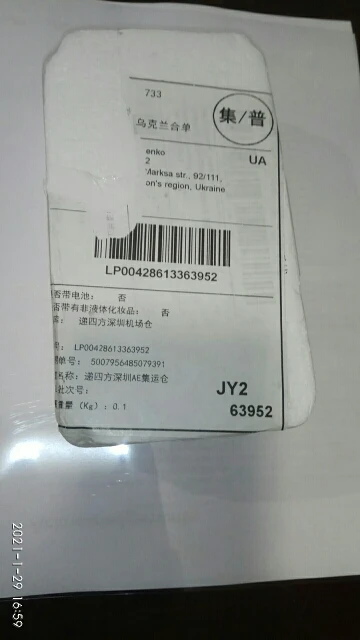 733
集/普
乌克兰合单
enko
2
UA
Marksa str., 92/111,
on's region, Ukraine
LP00428613363952
否带电池： 否
否带有非液体化妆品： 否
递四方深圳机场仓
LP00428613363952
单号： 5007956485079391
名称：递四方深圳AE集运仓
批次号：
JY2
重量（Kg）：0.1
63952
2021-1-29 16:59